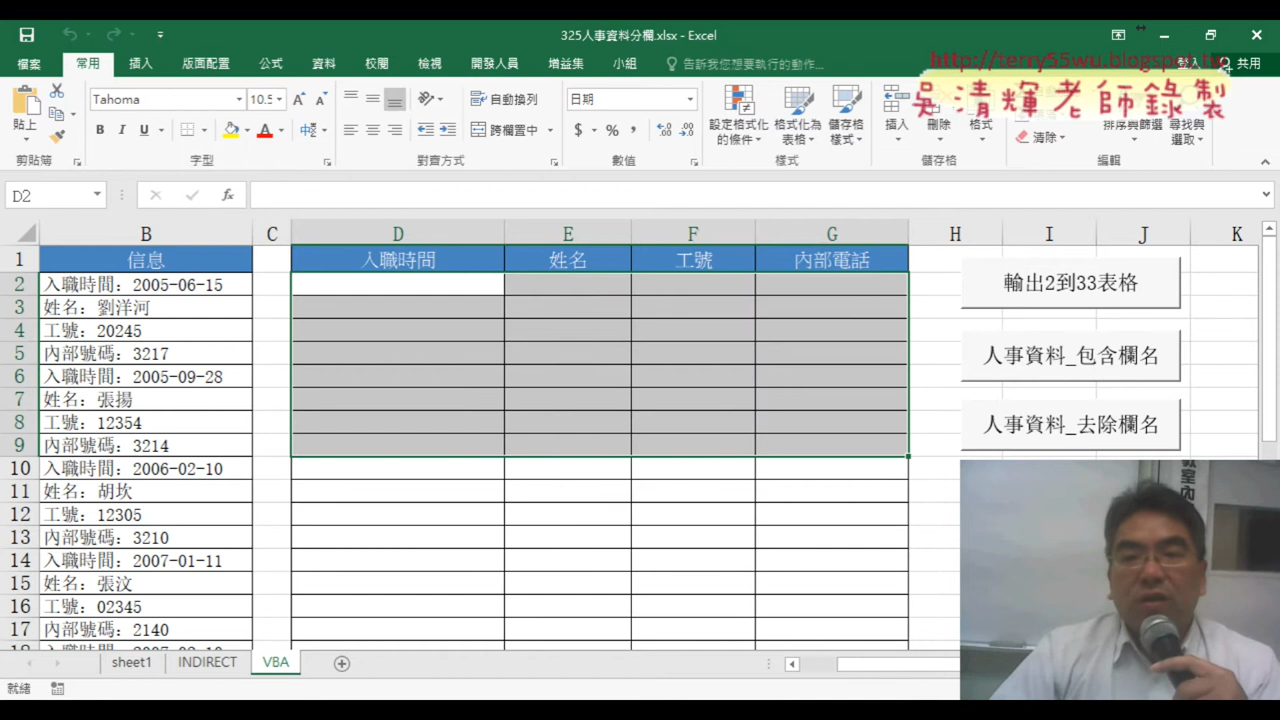 325人事資料分欄.xlsx - Excel
http://terry55wu.blogspot.tw
吳清輝老師錄製
檔案 常用 插入 版面配置 公式 資料 校閱 檢視 開發人員 增益集 小組 告訴我您想要執行的動作... 登入 共用
貼上 Tahoma 10.5 自動換列 日期 設定格式化的條件 格式化為表格 儲存格樣式 插入 刪除 格式 排序與篩選 尋找與選取
B I U 中 跨欄置中 $ % , 清除
剪貼簿 字型 對齊方式 數值 樣式 儲存格 編輯
D2 fx
B C D E F G H I J K
1 信息 入職時間 姓名 工號 內部電話
2 入職時間: 2005-06-15
3 姓名: 劉洋河
4 工號: 20245
5 內部號碼: 3217
6 入職時間: 2005-09-28
7 姓名: 張揚
8 工號: 12354
9 內部號碼: 3214
10 入職時間: 2006-02-10
11 姓名: 胡坎
12 工號: 12305
13 內部號碼: 3210
14 入職時間: 2007-01-11
15 姓名: 張汶
16 工號: 02345
17 內部號碼: 2140
輸出2到33表格
人事資料_包含欄名
人事資料_去除欄名
教室內
sheet1 INDIRECT VBA
就緒